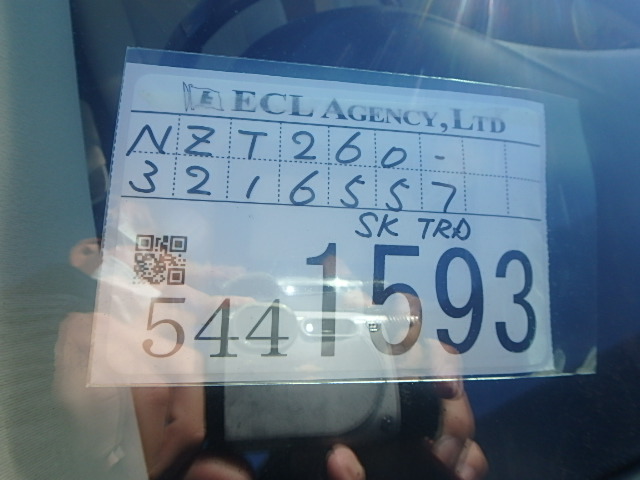 E ECL AGENCY, LTD
NZT260-
3216557
SK TRD
5441593